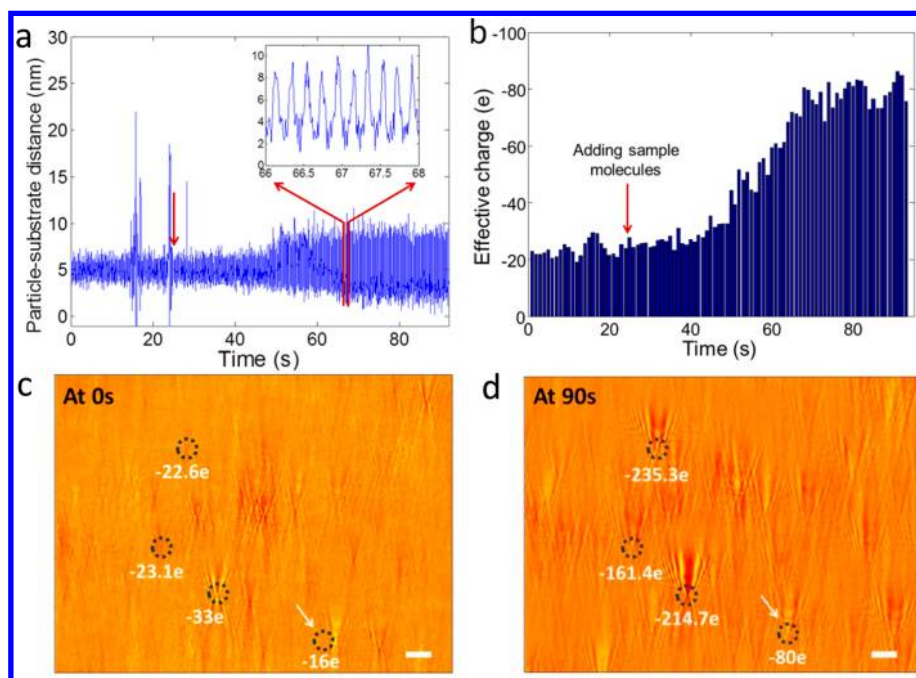 a
Particle-substrate distance (nm)
30
25
20
15
10
5
0
0 20 40 60 80
Time (s)
10
8
6
4
2
0
66 66.5 67 67.5 68
b
Effective charge (e)
-100
-80
-60
-40
-20
0
0 20 40 60 80
Time (s)
Adding sample
molecules
c
At 0s
-22.6e
-23.1e
-33e
-16e
d
At 90s
-235.3e
-161.4e
-214.7e
-80e